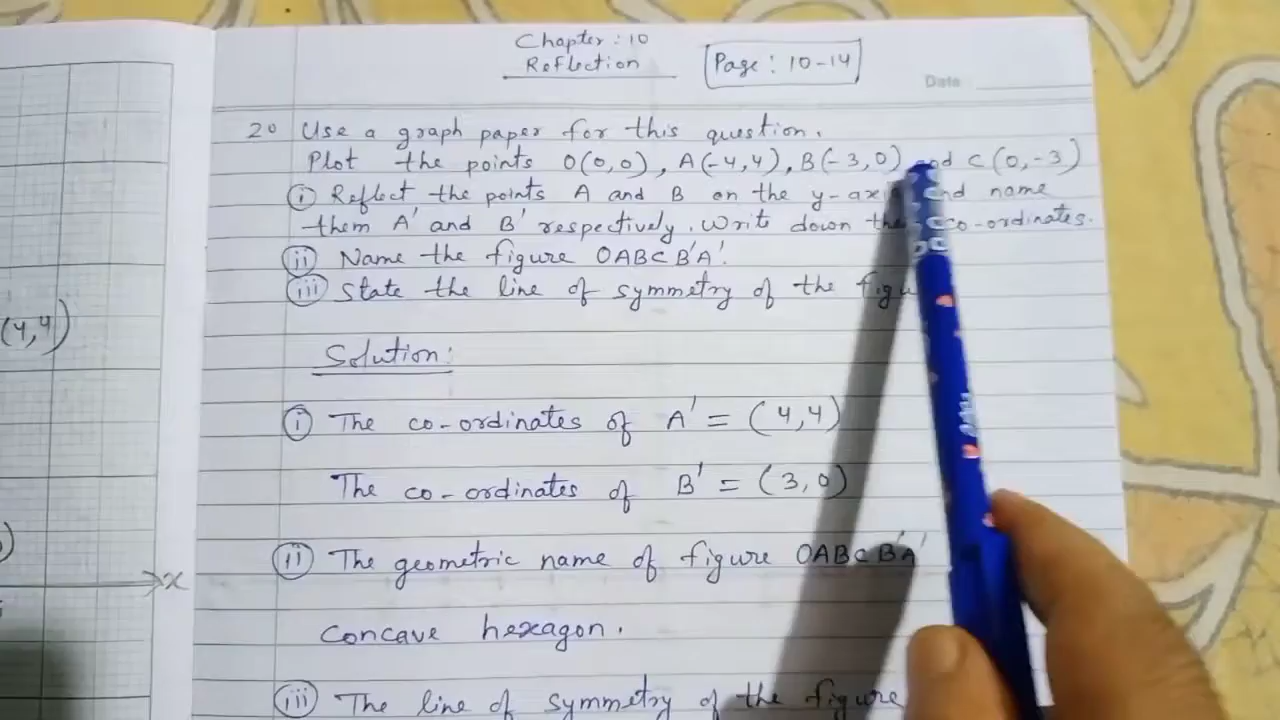 Chapter: 10
Reflection
Page: 10-14
Date
20 Use a graph paper for this question.
Plot the points O(0,0), A(-4,4), B(-3,0) and C(0,-3)
(i) Reflect the points A and B on the y-ax and name
them A' and B' respectively. Write down the co-ordinates.
(ii) Name the figure OABCB'A'.
(iii) State the line of symmetry of the
Solution:
(i) The co-ordinates of A' = (4,4)
The co-ordinates of B' = (3,0)
(ii) The geometric name of figure OABCB'A'
concave hexagon.
(iii) The line of symmetry of the figure
(4,4)
x